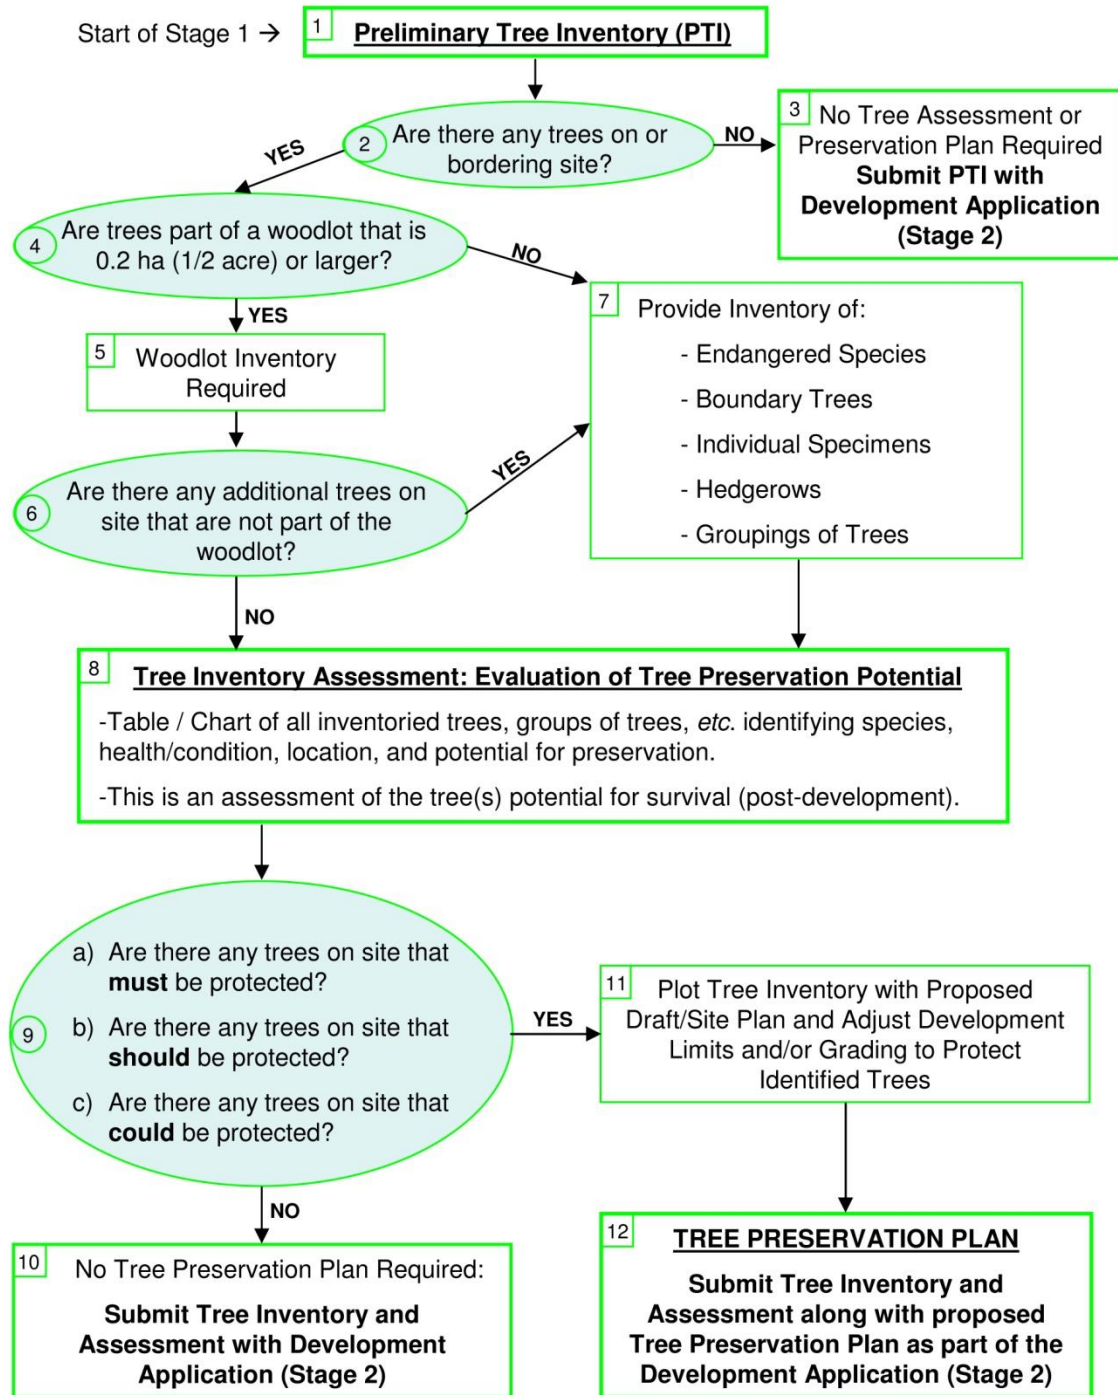 Start of Stage 1 →
1
Preliminary Tree Inventory (PTI)
2
Are there any trees on or
bordering site?
YES
NO
3
No Tree Assessment or
Preservation Plan Required
Submit PTI with
Development Application
(Stage 2)
4
Are trees part of a woodlot that is
0.2 ha (1/2 acre) or larger?
NO
YES
5
Woodlot Inventory
Required
7
Provide Inventory of:
- Endangered Species
- Boundary Trees
- Individual Specimens
- Hedgerows
- Groupings of Trees
6
Are there any additional trees on
site that are not part of the
woodlot?
YES
NO
8
Tree Inventory Assessment: Evaluation of Tree Preservation Potential
-Table / Chart of all inventoried trees, groups of trees, etc. identifying species,
health/condition, location, and potential for preservation.
-This is an assessment of the tree(s) potential for survival (post-development).
9
a) Are there any trees on site that
must be protected?
b) Are there any trees on site that
should be protected?
c) Are there any trees on site that
could be protected?
YES
NO
11
Plot Tree Inventory with Proposed
Draft/Site Plan and Adjust Development
Limits and/or Grading to Protect
Identified Trees
10
No Tree Preservation Plan Required:
Submit Tree Inventory and
Assessment with Development
Application (Stage 2)
12
TREE PRESERVATION PLAN
Submit Tree Inventory and
Assessment along with proposed
Tree Preservation Plan as part of the
Development Application (Stage 2)